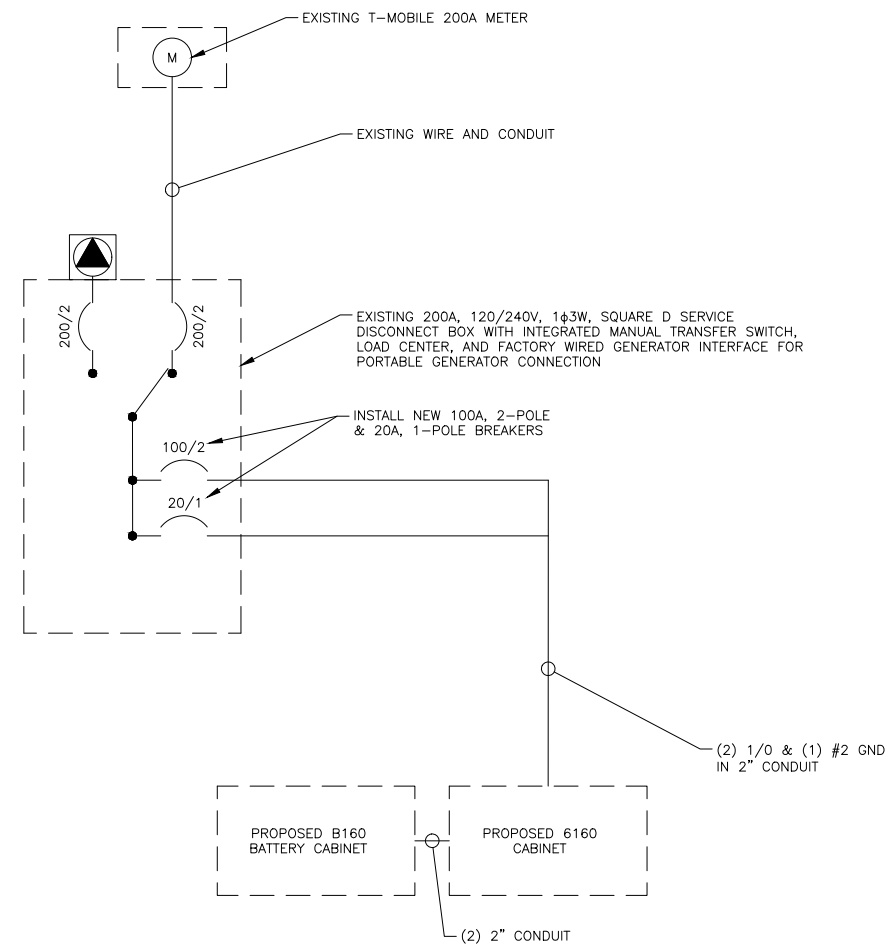 EXISTING T-MOBILE 200A METER
M
EXISTING WIRE AND CONDUIT
200/2
200/2
EXISTING 200A, 120/240V, 1ϕ3W, SQUARE D SERVICE
DISCONNECT BOX WITH INTEGRATED MANUAL TRANSFER SWITCH,
LOAD CENTER, AND FACTORY WIRED GENERATOR INTERFACE FOR
PORTABLE GENERATOR CONNECTION
INSTALL NEW 100A, 2-POLE
& 20A, 1-POLE BREAKERS
100/2
20/1
(2) 1/0 & (1) #2 GND
IN 2" CONDUIT
PROPOSED B160
BATTERY CABINET
PROPOSED 6160
CABINET
(2) 2" CONDUIT